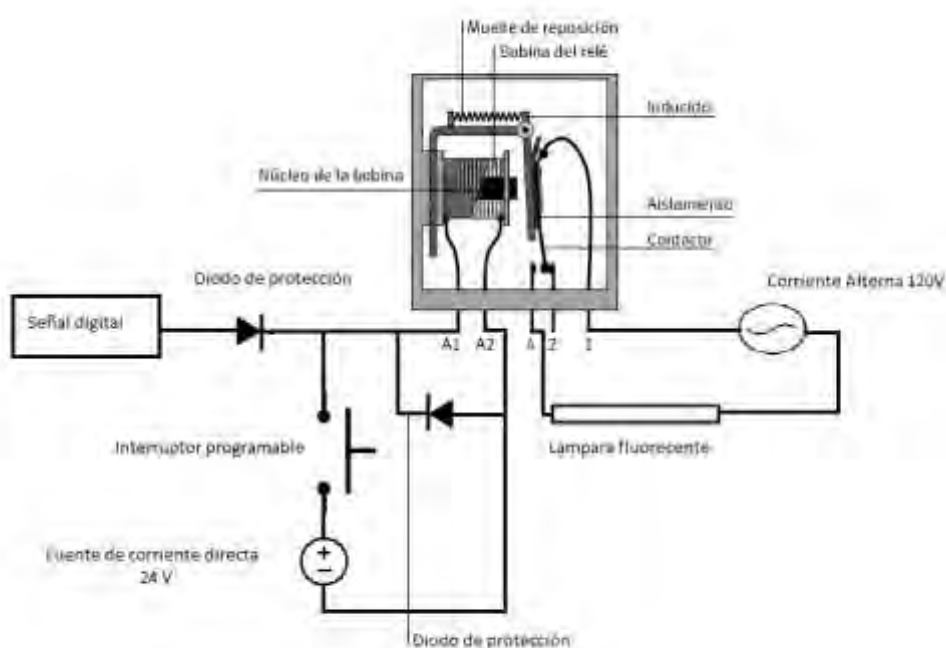 Muelle de reposición
Bobina del relé
Inducido
Núcleo de la bobina
Aislamienso
Contactor
Diodo de protección
Corriente Alterna 120V
Señal digital
A1 A2 4 2 1
Interruptor programable
Lampara fluorecente
Fuente de corriente directa
24 V
Diodo de protección